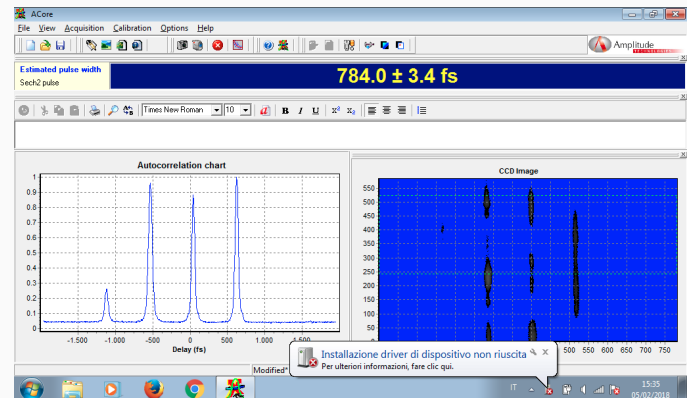 ACore
File View Acquisition Calibration Options Help
Amplitude
TECHNOLOGIES
Estimated pulse width
Sech2 pulse
784.0 ± 3.4 fs
Times New Roman 10 B I U x² x₂
Autocorrelation chart
1
0.9
0.8
0.7
0.6
0.5
0.4
0.3
0.2
0.1
0
-1.500 -1.000 -500 0 500 1.000 1.500
Delay (fs)
CCD Image
550
500
450
400
350
300
250
200
150
100
50
500 550 600 650 700 750
Installazione driver di dispositivo non riuscita
Per ulteriori informazioni, fare clic qui.
Modified*
IT
15:35
05/02/2018